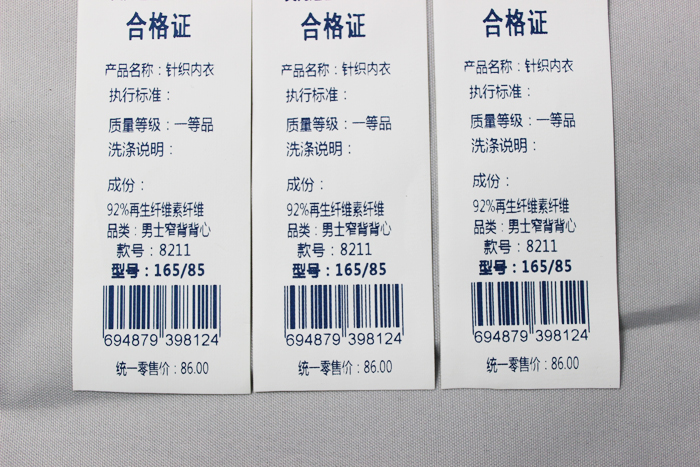 合格证
产品名称：针织内衣
执行标准：
质量等级：一等品
洗涤说明：
成份：
92%再生纤维素纤维
品类：男士窄背背心
款号：8211
型号：165/85
694879 398124
统一零售价：86.00
合格证
产品名称：针织内衣
执行标准：
质量等级：一等品
洗涤说明：
成份：
92%再生纤维素纤维
品类：男士窄背背心
款号：8211
型号：165/85
694879 398124
统一零售价：86.00
合格证
产品名称：针织内衣
执行标准：
质量等级：一等品
洗涤说明：
成份：
92%再生纤维素纤维
品类：男士窄背背心
款号：8211
型号：165/85
694879 398124
统一零售价：86.00